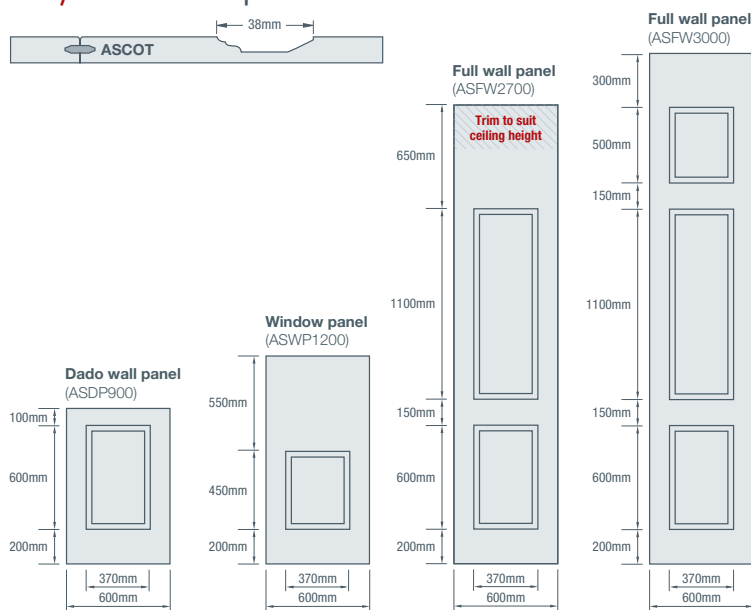 38mm
ASCOT
Full wall panel
(ASFW3000)
300mm
500mm
150mm
1100mm
150mm
600mm
200mm
370mm
600mm
Full wall panel
(ASFW2700)
Trim to suit
ceiling height
650mm
1100mm
150mm
600mm
200mm
370mm
600mm
Window panel
(ASWP1200)
550mm
450mm
200mm
370mm
600mm
Dado wall panel
(ASDP900)
100mm
600mm
200mm
370mm
600mm